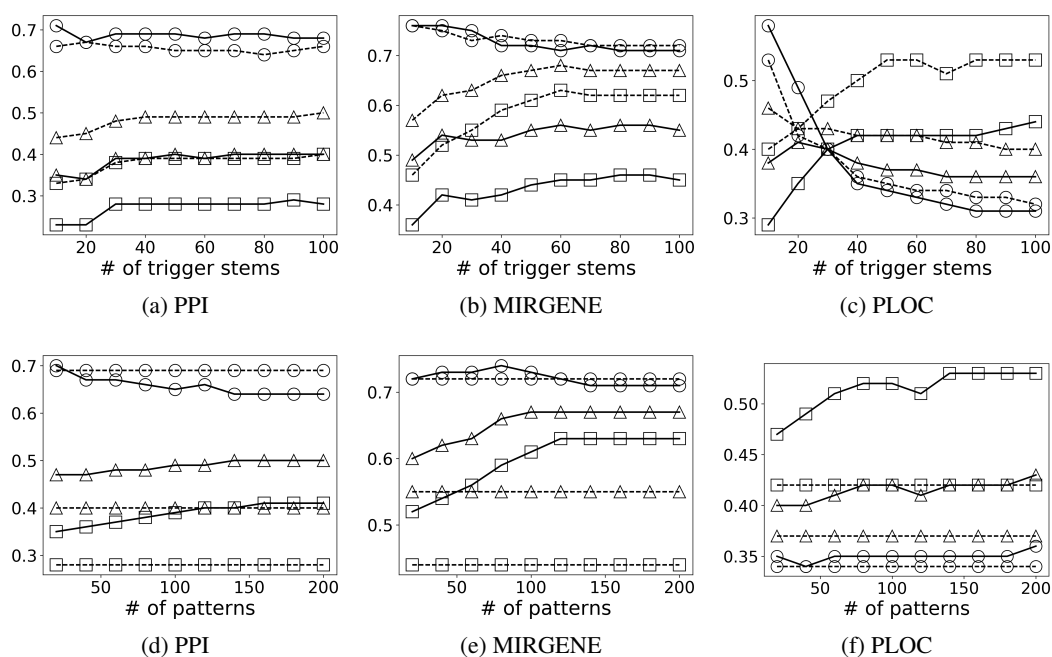 0.7
0.6
0.5
0.4
0.3
20 40 60 80 100
# of trigger stems
(a) PPI
0.7
0.6
0.5
0.4
20 40 60 80 100
# of trigger stems
(b) MIRGENE
0.5
0.4
0.3
20 40 60 80 100
# of trigger stems
(c) PLOC
0.7
0.6
0.5
0.4
0.3
50 100 150 200
# of patterns
(d) PPI
0.7
0.6
0.5
50 100 150 200
# of patterns
(e) MIRGENE
0.50
0.45
0.40
0.35
50 100 150 200
# of patterns
(f) PLOC